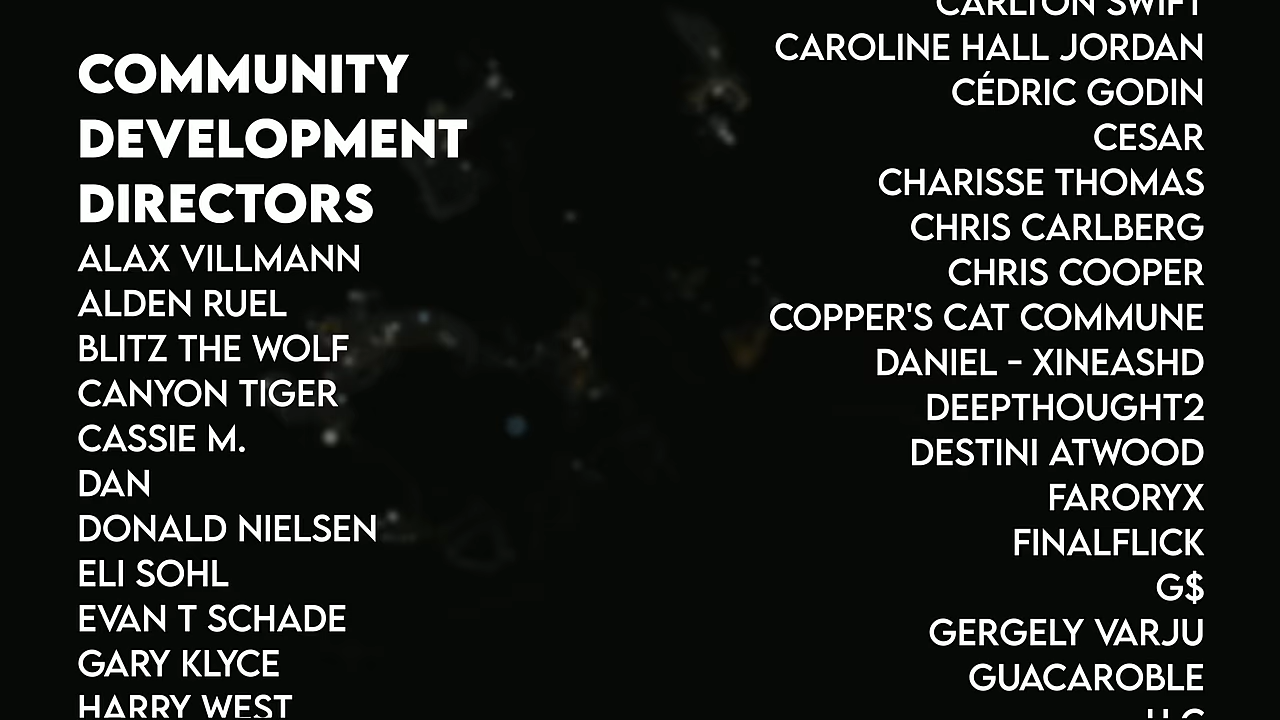 COMMUNITY
DEVELOPMENT
DIRECTORS
ALAX VILLMANN
ALDEN RUEL
BLITZ THE WOLF
CANYON TIGER
CASSIE M.
DAN
DONALD NIELSEN
ELI SOHL
EVAN T SCHADE
GARY KLYCE
HARRY WEST
CARLTON SWIFT
CAROLINE HALL JORDAN
CÉDRIC GODIN
CESAR
CHARISSE THOMAS
CHRIS CARLBERG
CHRIS COOPER
COPPER'S CAT COMMUNE
DANIEL - XINEASHD
DEEPTHOUGHT2
DESTINI ATWOOD
FARORYX
FINALFLICK
G$
GERGELY VARJU
GUACAROBLE